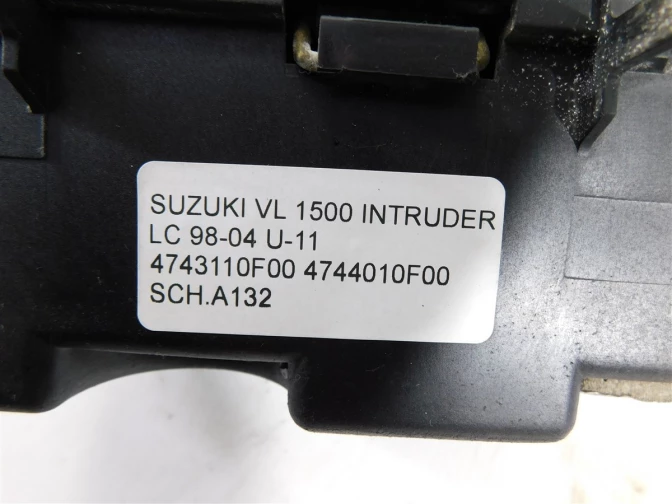 SUZUKI VL 1500 INTRUDER
LC 98-04 U-11
4743110F00 4744010F00
SCH.A132